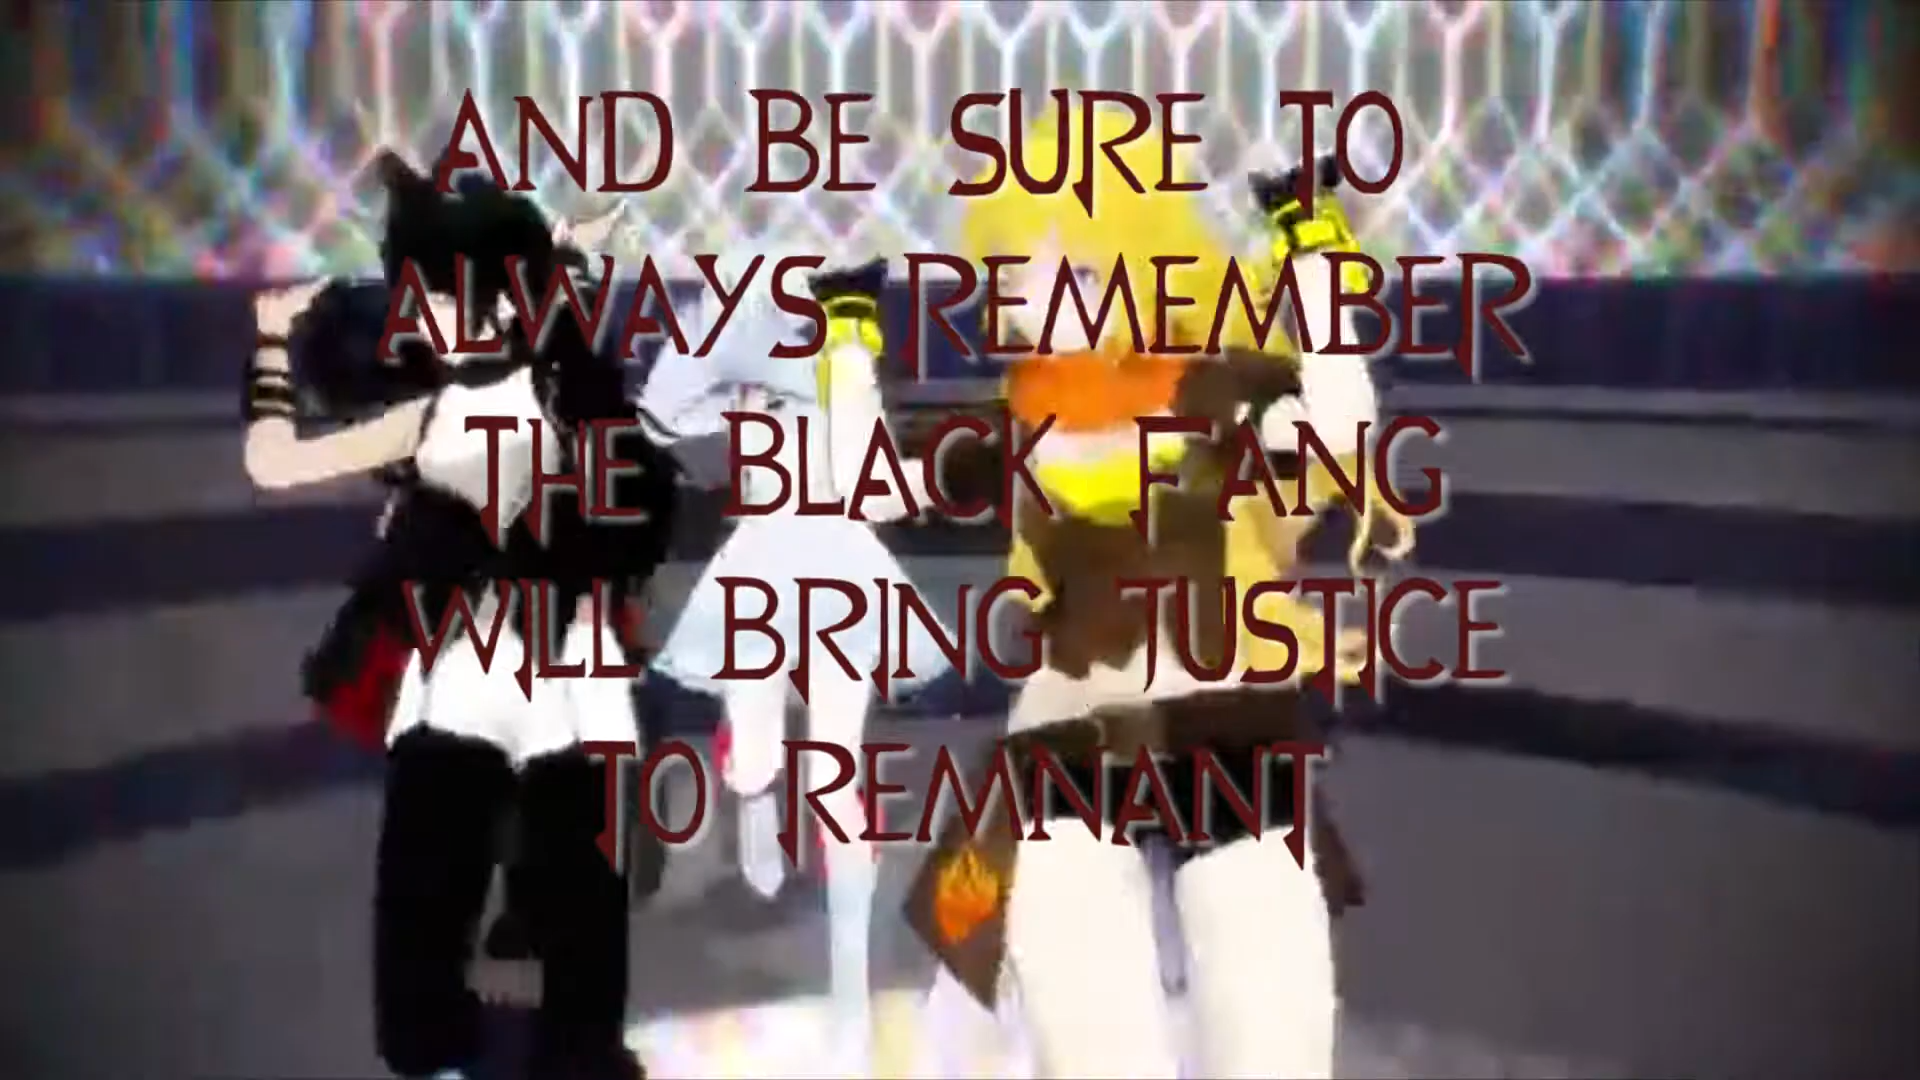 AND BE SURE TO
ALWAYS REMEMBER
THE BLACK FANG
WILL BRING JUSTICE
TO REMNANT